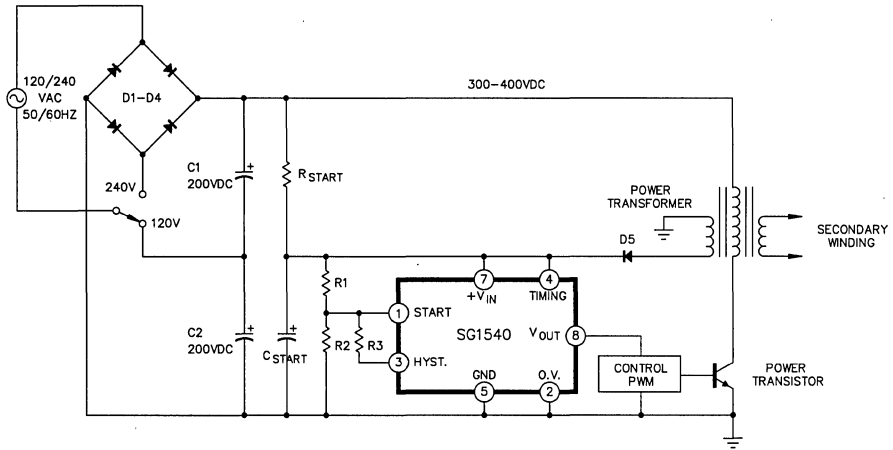 120/240
VAC
50/60HZ
D1-D4
240V
120V
C1
200VDC
C2
200VDC
R START
C START
300-400VDC
POWER
TRANSFORMER
SECONDARY
WINDING
D5
R1
R2
R3
7
+V IN
4
TIMING
1
START
SG1540
V OUT
8
3
HYST.
GND
5
O.V.
2
CONTROL
PWM
POWER
TRANSISTOR